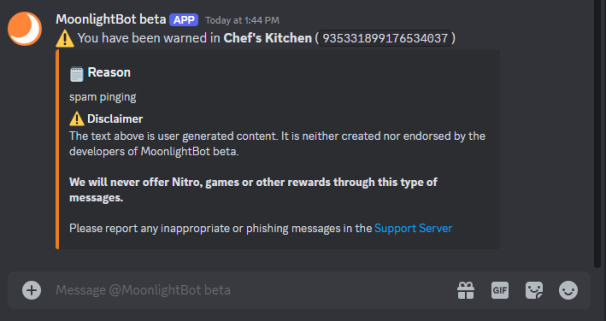 MoonlightBot beta APP Today at 1:44 PM
⚠️ You have been warned in Chef's Kitchen ( 935331899176534037 )
🗒️ Reason
spam pinging
⚠️ Disclaimer
The text above is user generated content. It is neither created nor endorsed by the
developers of MoonlightBot beta.
We will never offer Nitro, games or other rewards through this type of
messages.
Please report any inappropriate or phishing messages in the Support Server
Message @MoonlightBot beta
GIF